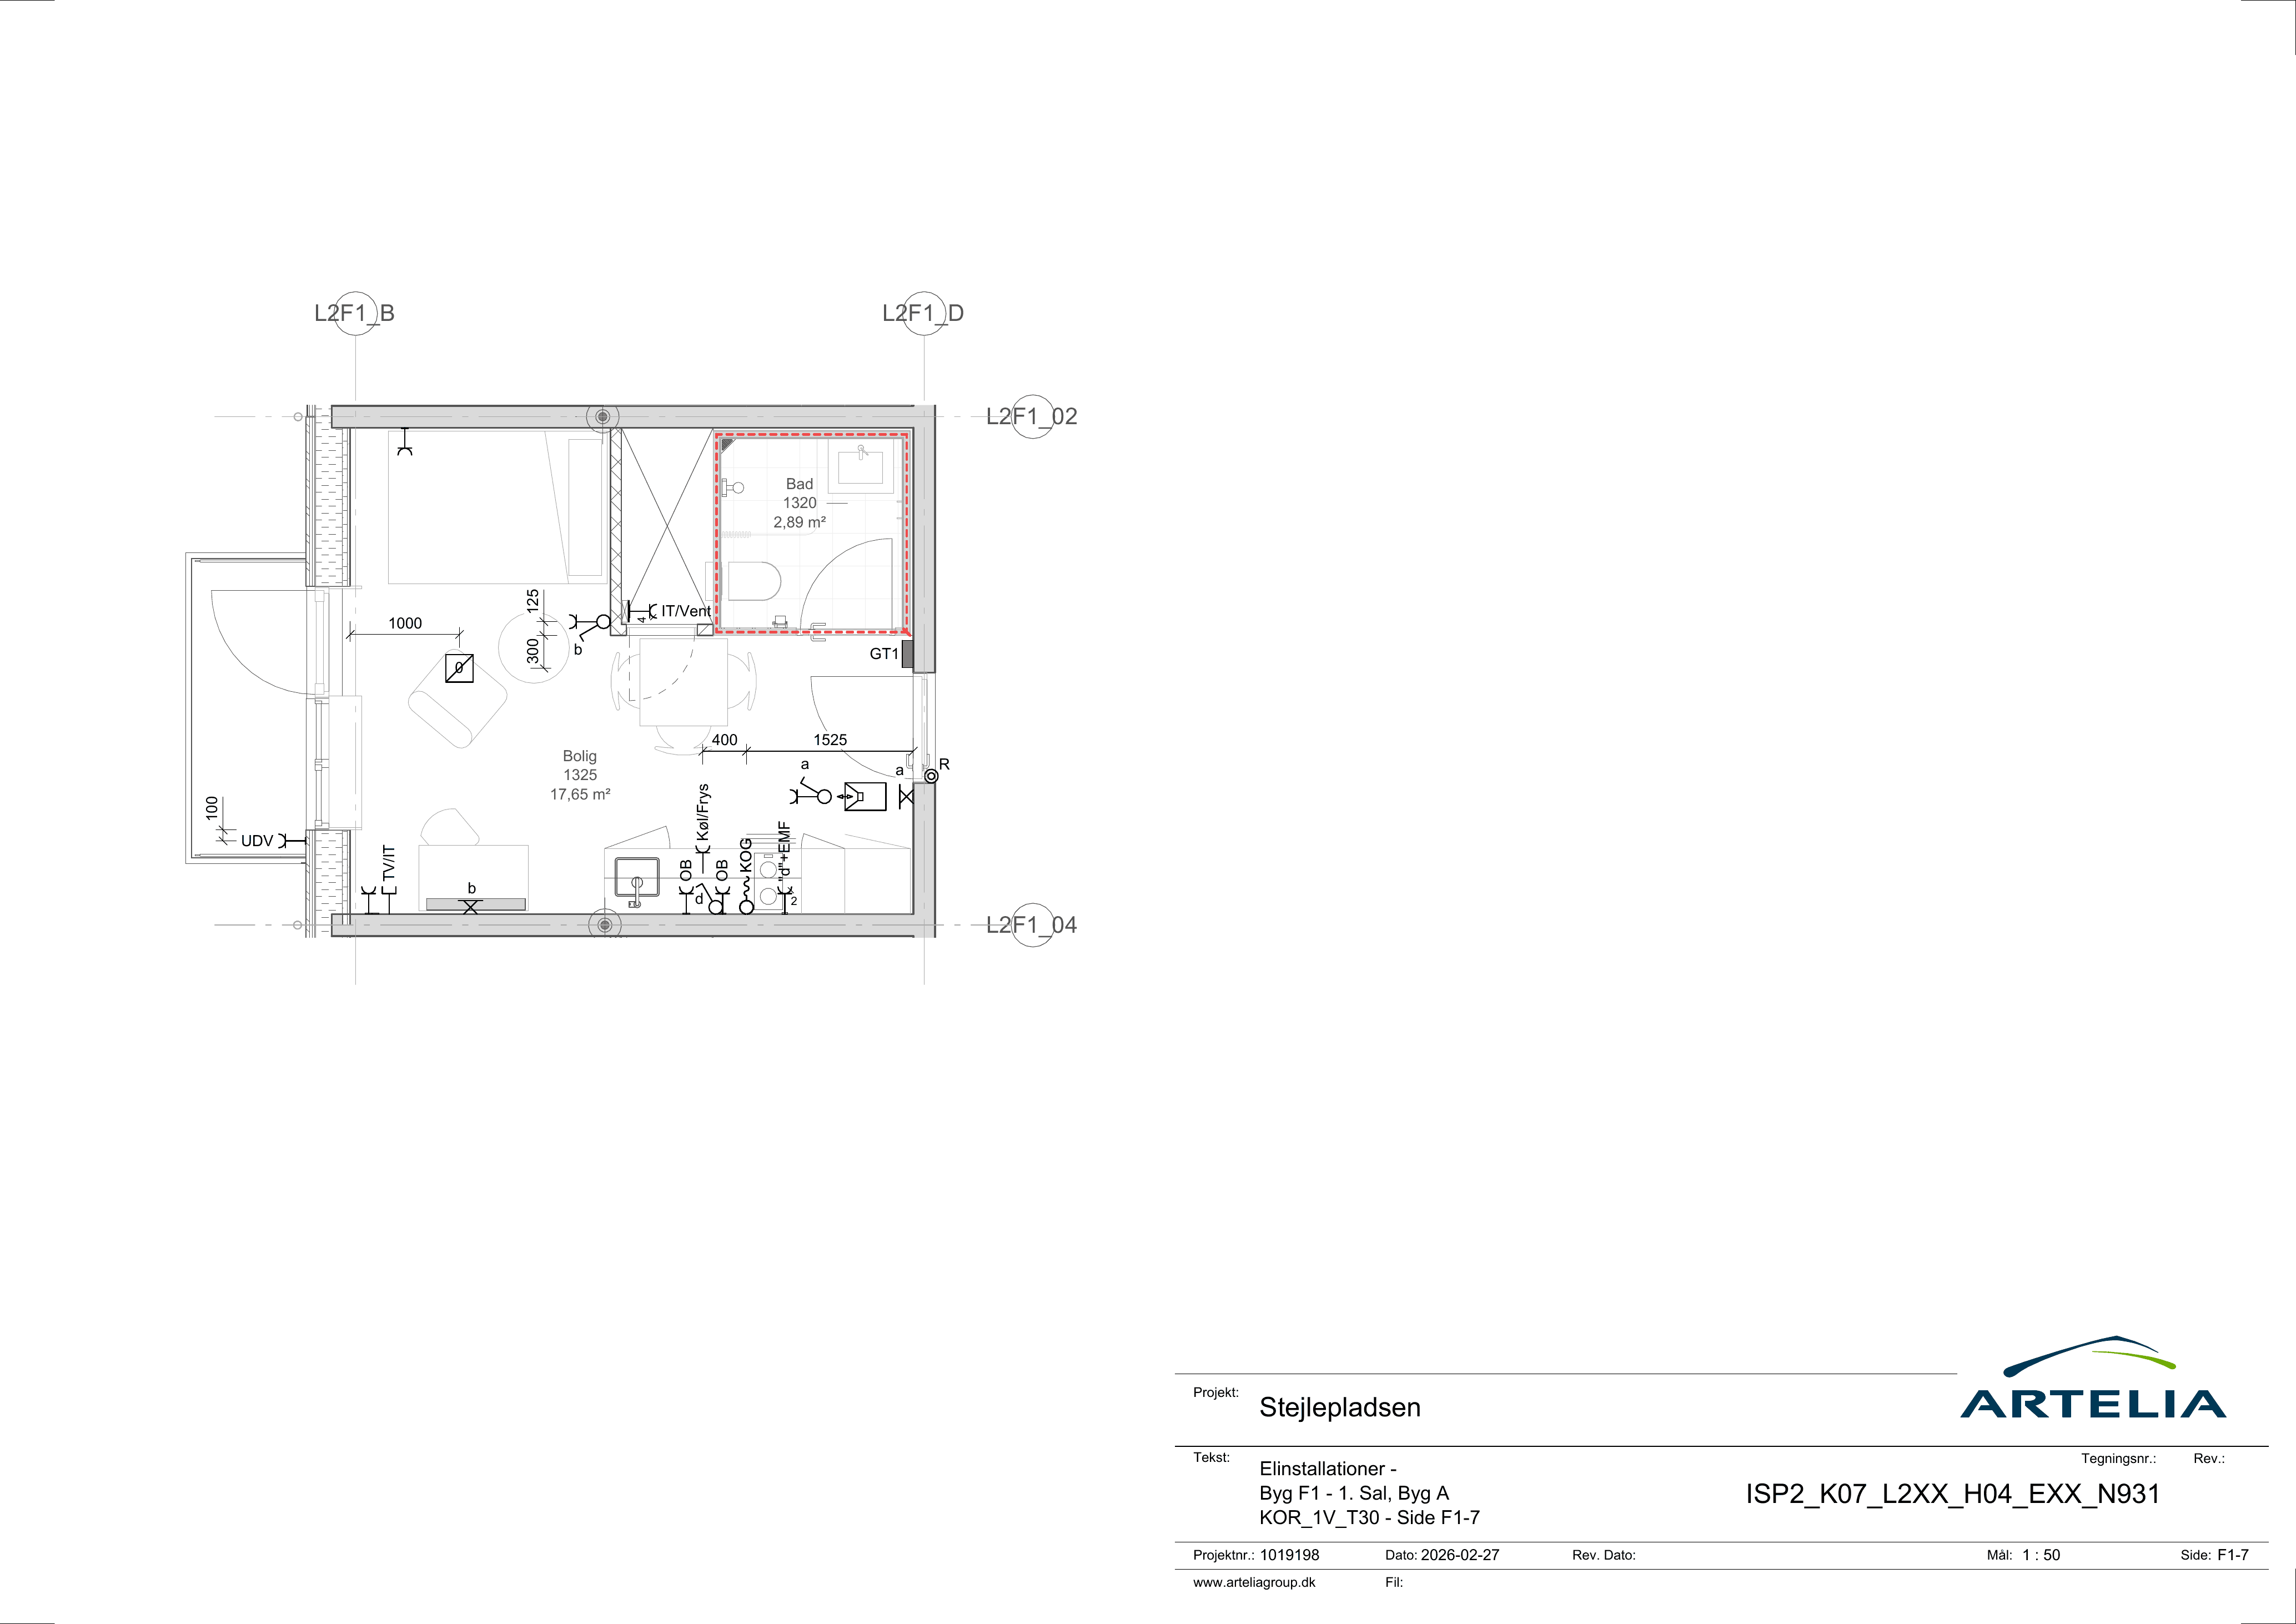 L2F1_B
L2F1_D
L2F1_02
Bad
1320
2,89 m²
125
IT/Vent
4
1000
300
b
GT1
0
400
1525
Bolig
1325
17,65 m²
a
a
R
Køl/Frys
100
UDV
TV/IT
b
OB
d
OB
KOG
"d"+EMF
2
L2F1_04
ARTELIA
Projekt:
Stejlepladsen
Tekst:
Elinstallationer -
Byg F1 - 1. Sal, Byg A
KOR_1V_T30 - Side F1-7
Tegningsnr.:
Rev.:
ISP2_K07_L2XX_H04_EXX_N931
Projektnr.: 1019198
Dato: 2026-02-27
Rev. Dato:
Mål: 1 : 50
Side: F1-7
www.arteliagroup.dk
Fil: